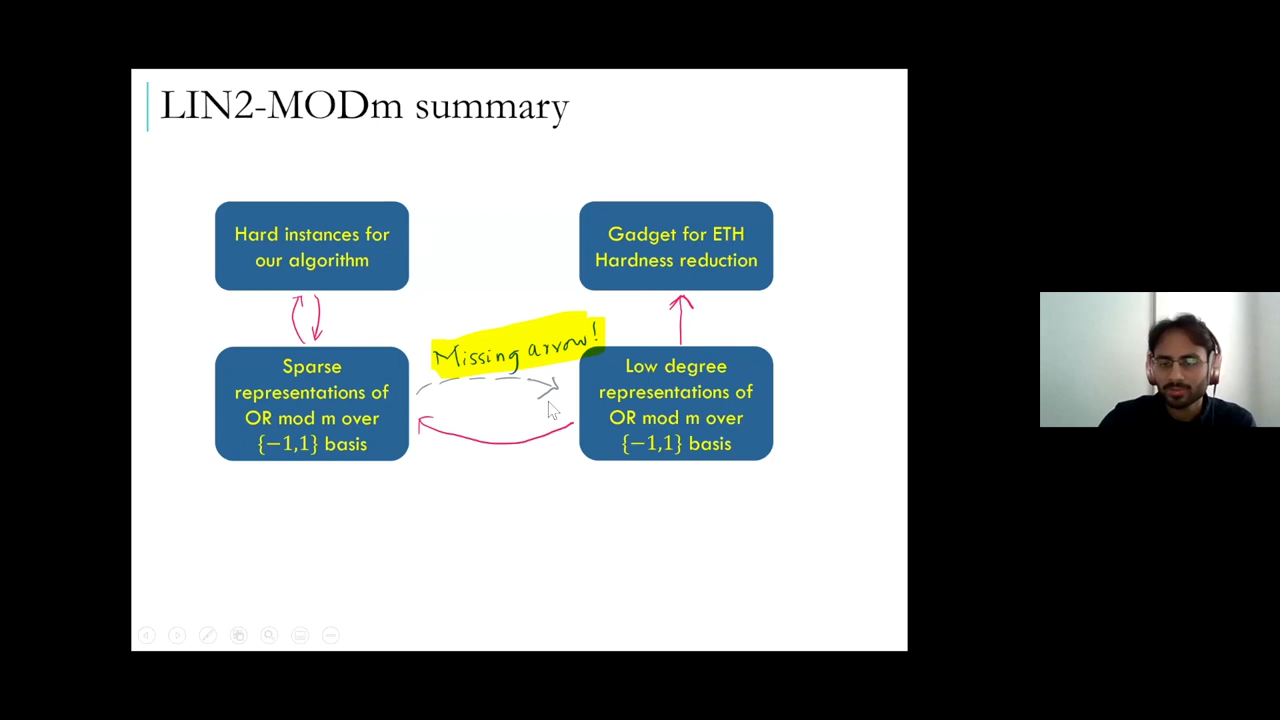 LIN2-MODm summary
Hard instances for
our algorithm
Gadget for ETH
Hardness reduction
Missing arrow!
Sparse
representations of
OR mod m over
{−1,1} basis
Low degree
representations of
OR mod m over
{−1,1} basis